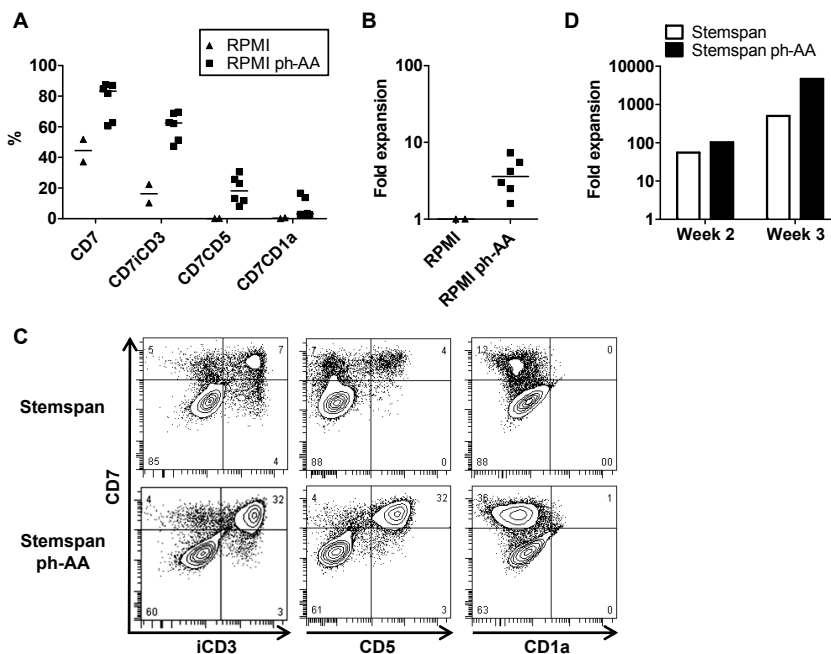 A
RPMI
RPMI ph-AA
%
100
80
60
40
20
0
CD7
CD7iCD3
CD7CD5
CD7CD1a
B
Fold expansion
100
10
1
RPMI
RPMI ph-AA
D
Stemspan
Stemspan ph-AA
Fold expansion
10000
1000
100
10
1
Week 2
Week 3
C
CD7
Stemspan
5
7
85
4
7
4
88
0
12
0
88
00
Stemspan
ph-AA
4
32
60
3
4
32
61
3
36
1
63
0
iCD3
CD5
CD1a